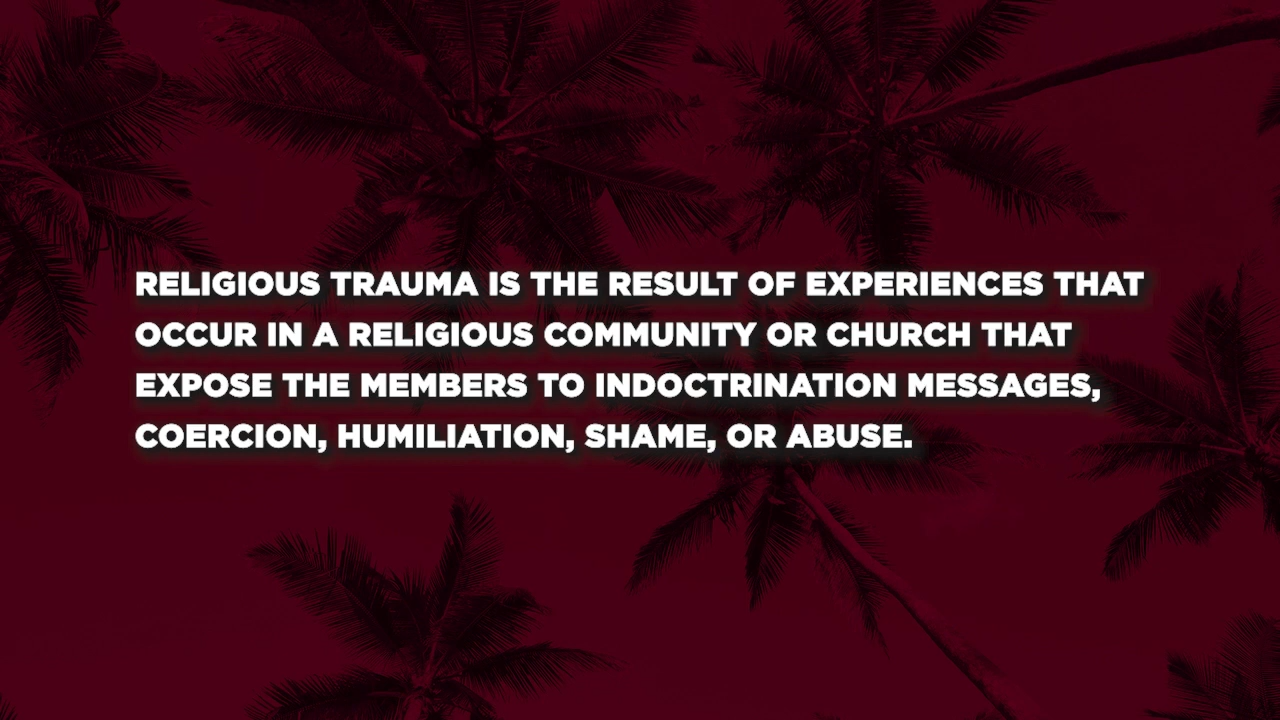 RELIGIOUS TRAUMA IS THE RESULT OF EXPERIENCES THAT
OCCUR IN A RELIGIOUS COMMUNITY OR CHURCH THAT
EXPOSE THE MEMBERS TO INDOCTRINATION MESSAGES,
COERCION, HUMILIATION, SHAME, OR ABUSE.